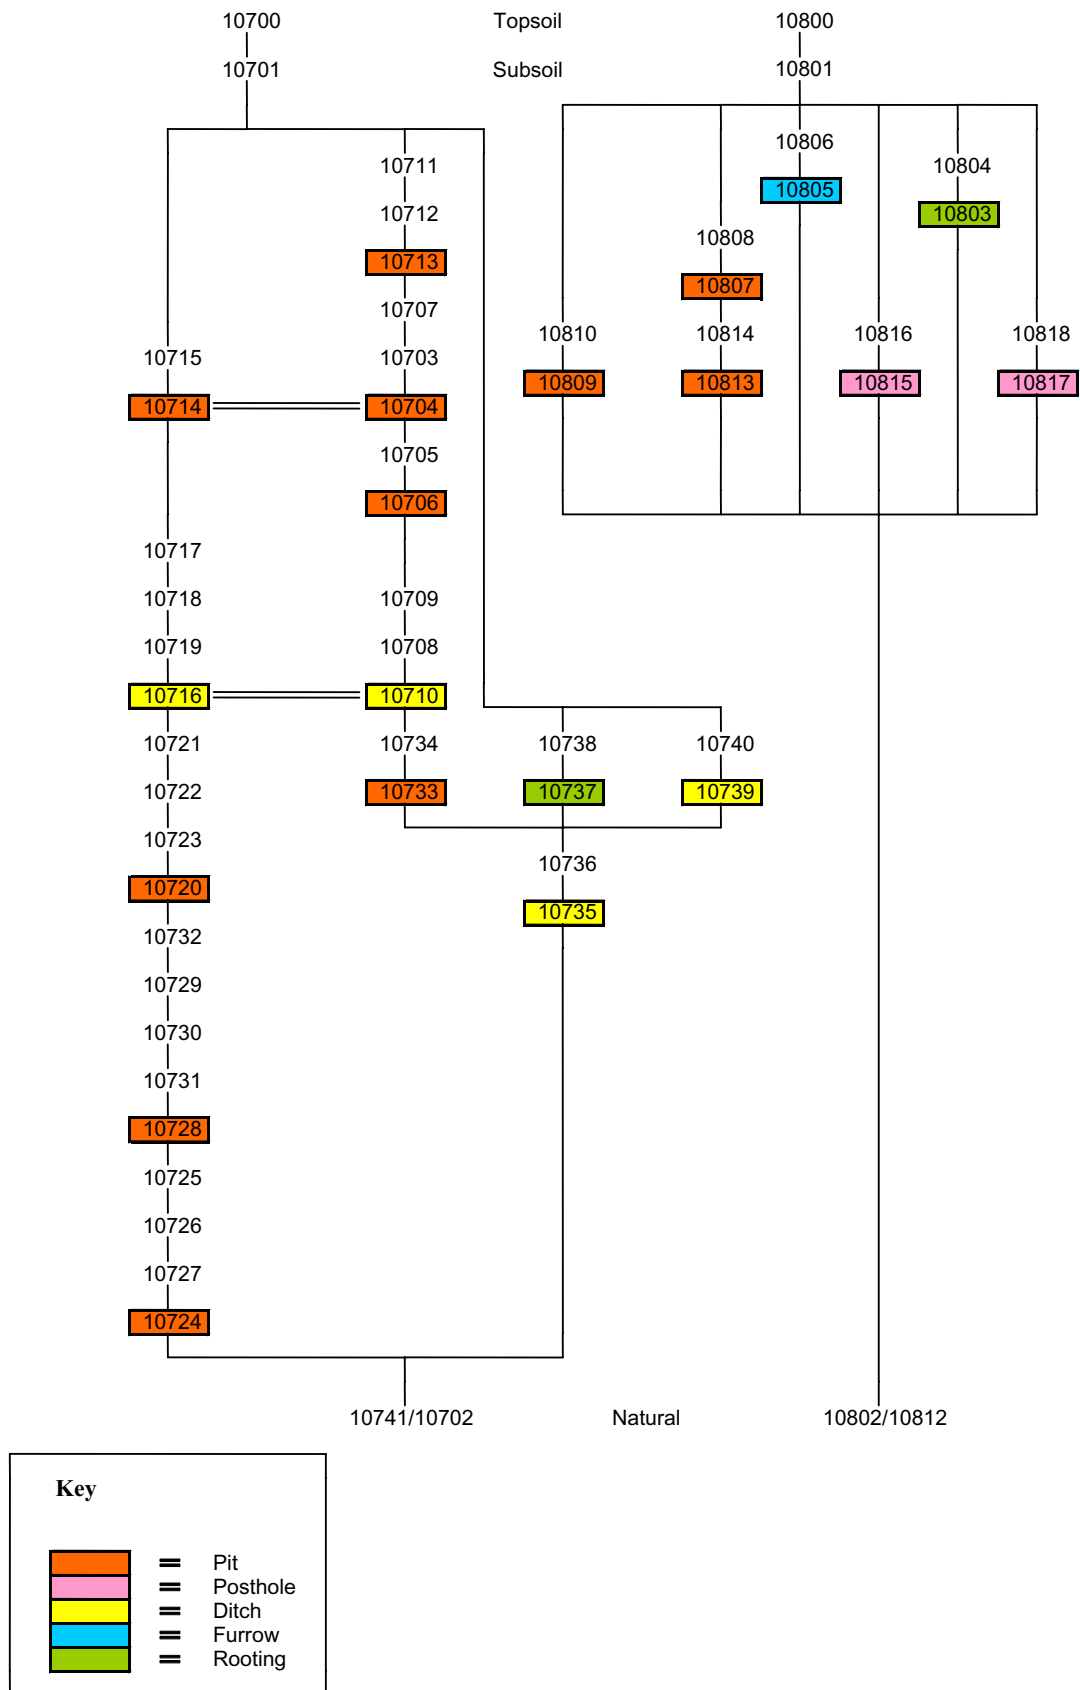 10700 Topsoil 10800
10701 Subsoil 10801
10806
10711 10804
10805
10712 10803
10808
10713
10807
10707
10810 10814 10816 10818
10715 10703
10809 10813 10815 10817
10714 10704
10705
10706
10717
10718 10709
10719 10708
10716 10710
10721 10734 10738 10740
10722 10733 10737 10739
10723
10736
10720
10735
10732
10729
10730
10731
10728
10725
10726
10727
10724
10741/10702 Natural 10802/10812
Key
= Pit
= Posthole
= Ditch
= Furrow
= Rooting